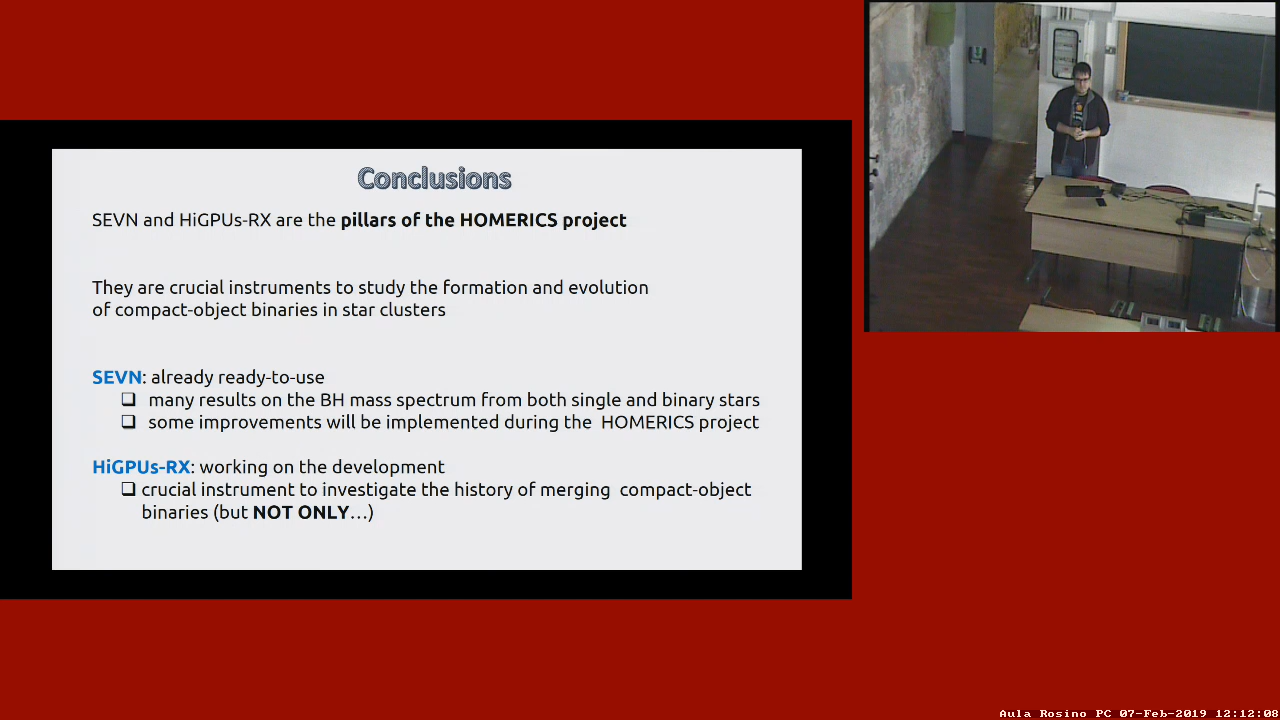 Conclusions
SEVN and HiGPUs-RX are the pillars of the HOMERICS project
They are crucial instruments to study the formation and evolution
of compact-object binaries in star clusters
SEVN: already ready-to-use
❑ many results on the BH mass spectrum from both single and binary stars
❑ some improvements will be implemented during the HOMERICS project
HiGPUs-RX: working on the development
❑ crucial instrument to investigate the history of merging compact-object
binaries (but NOT ONLY…)
Aula Rosino PC 07-Feb-2019 12:12:08